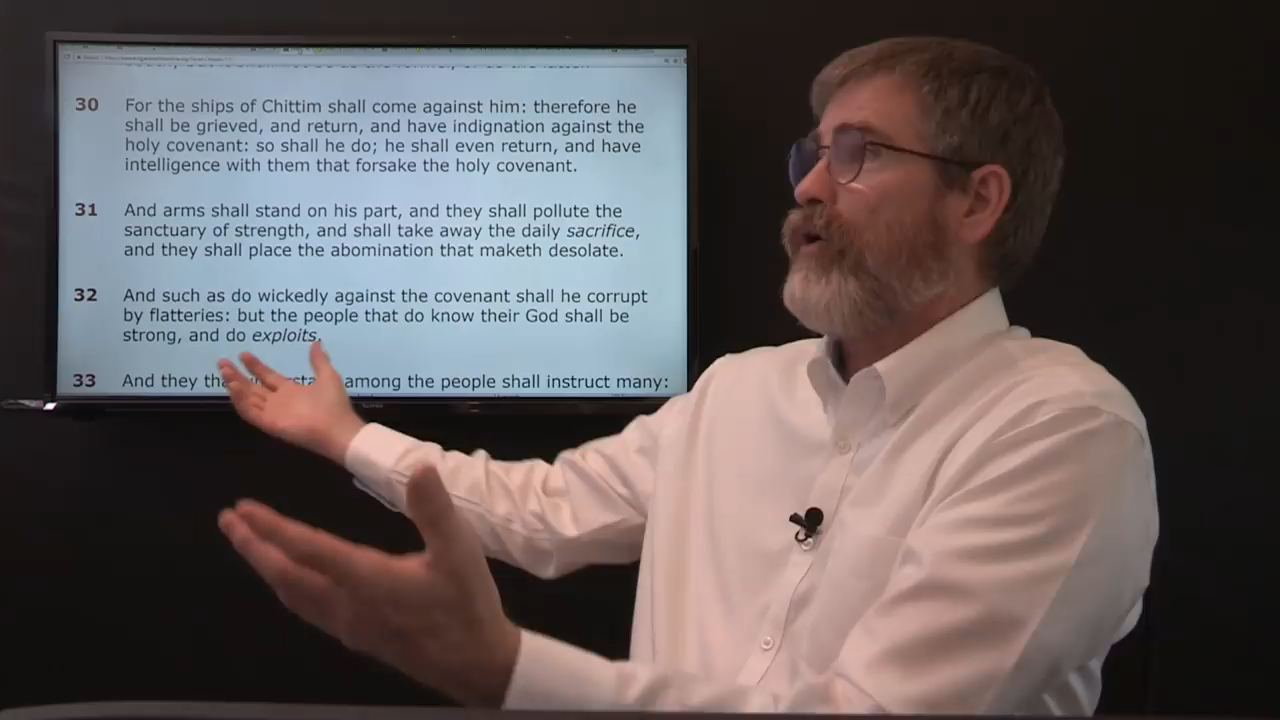 30 For the ships of Chittim shall come against him: therefore he
shall be grieved, and return, and have indignation against the
holy covenant: so shall he do; he shall even return, and have
intelligence with them that forsake the holy covenant.
31 And arms shall stand on his part, and they shall pollute the
sanctuary of strength, and shall take away the daily sacrifice,
and they shall place the abomination that maketh desolate.
32 And such as do wickedly against the covenant shall he corrupt
by flatteries: but the people that do know their God shall be
strong, and do exploits.
33 And they among the people shall instruct many: